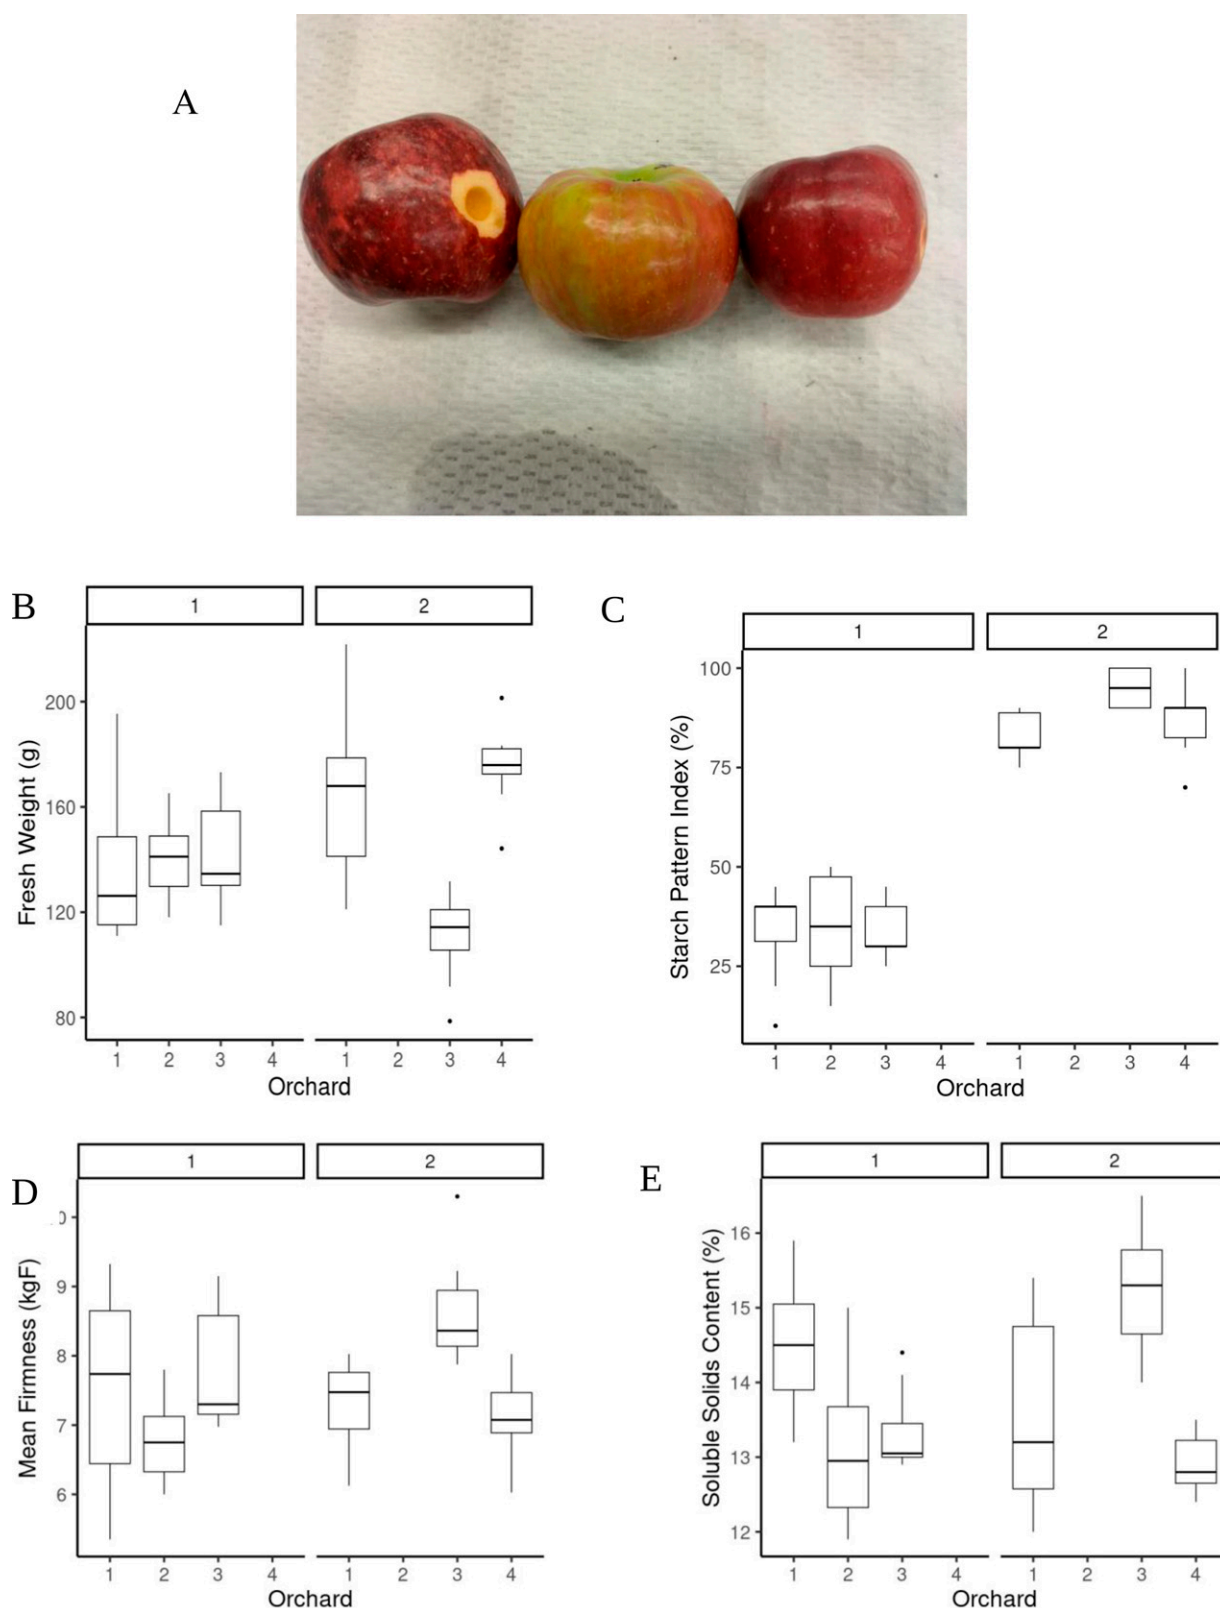 A
B
1 2
Fresh Weight (g)
200
160
120
80
1 2 3 4 1 2 3 4
Orchard
C
1 2
Starch Pattern Index (%)
100
75
50
25
1 2 3 4 1 2 3 4
Orchard
D
1 2
Mean Firmness (kgF)
0
9
8
7
6
1 2 3 4 1 2 3 4
Orchard
E
1 2
Soluble Solids Content (%)
16
15
14
13
12
1 2 3 4 1 2 3 4
Orchard